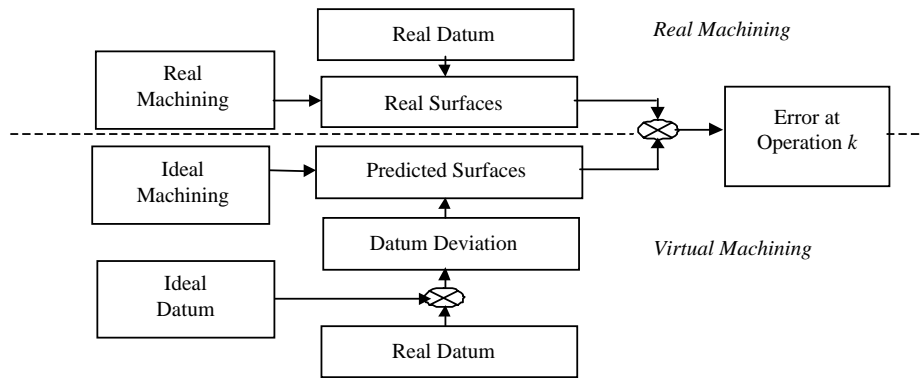 Real Datum
Real Machining
Real
Machining
Real Surfaces
Error at
Operation k
Ideal
Machining
Predicted Surfaces
Datum Deviation
Virtual Machining
Ideal
Datum
Real Datum